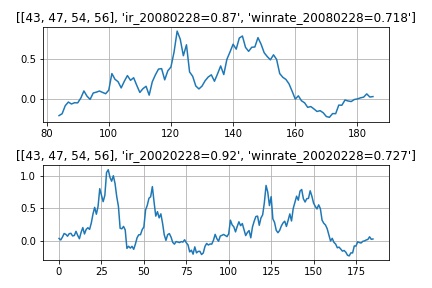 [[43, 47, 54, 56], 'ir_20080228=0.87', 'winrate_20080228=0.718']
0.5
0.0
80 100 120 140 160 180
[[43, 47, 54, 56], 'ir_20020228=0.92', 'winrate_20020228=0.727']
1.0
0.5
0.0
0 25 50 75 100 125 150 175